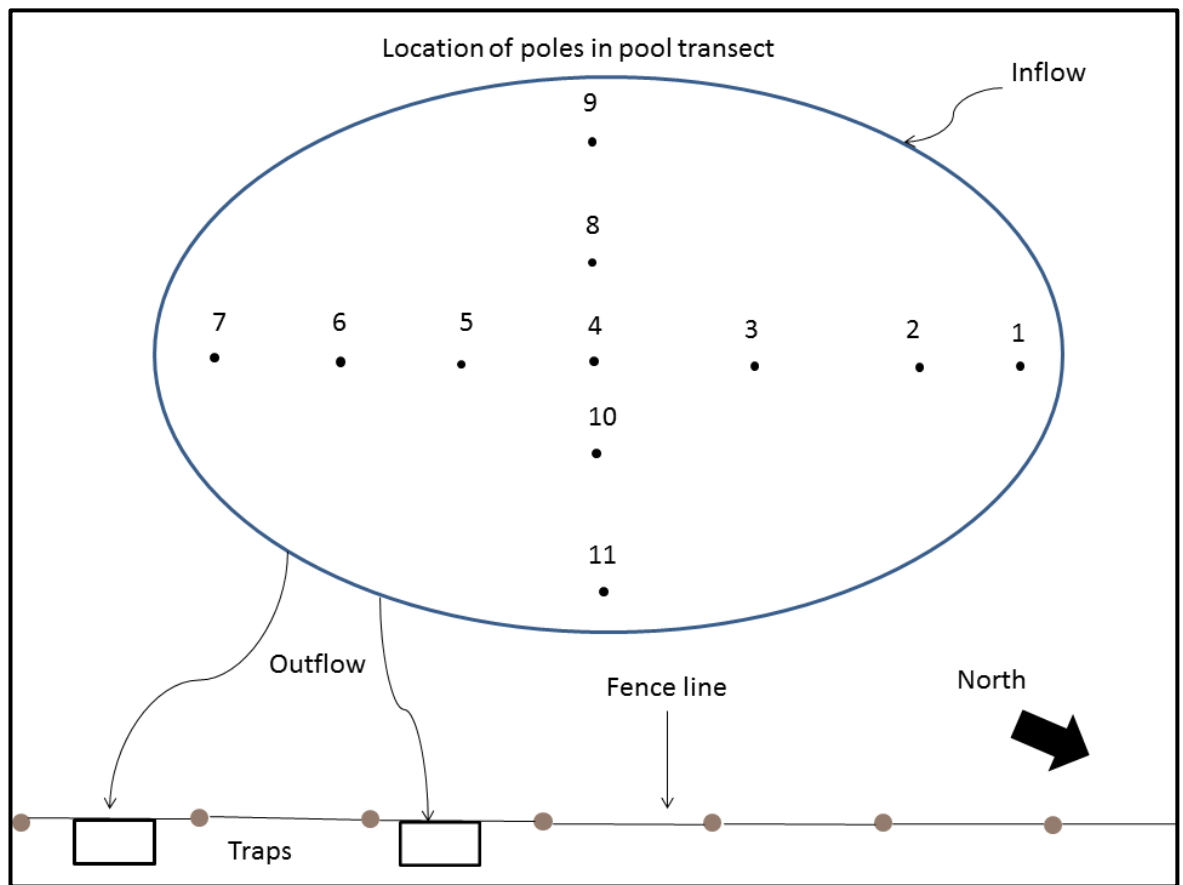 Location of poles in pool transect
Inflow
9
8
7 6 5 4 3 2 1
10
11
Outflow
Fence line
North
Traps